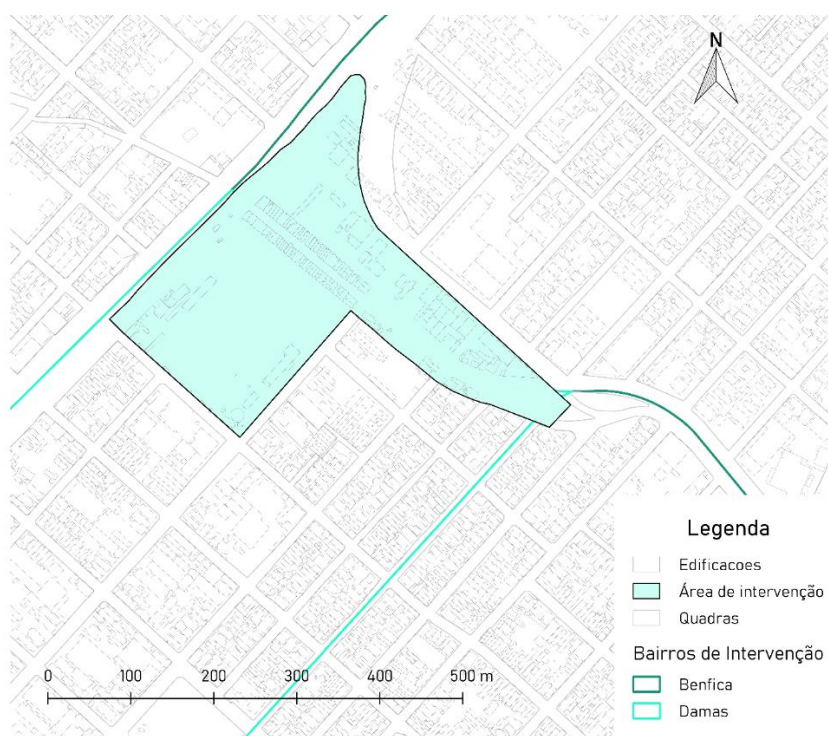 N
Legenda
Edificacoes
Área de intervenção
Quadras
Bairros de Intervenção
Benfica
Damas
0 100 200 300 400 500 m